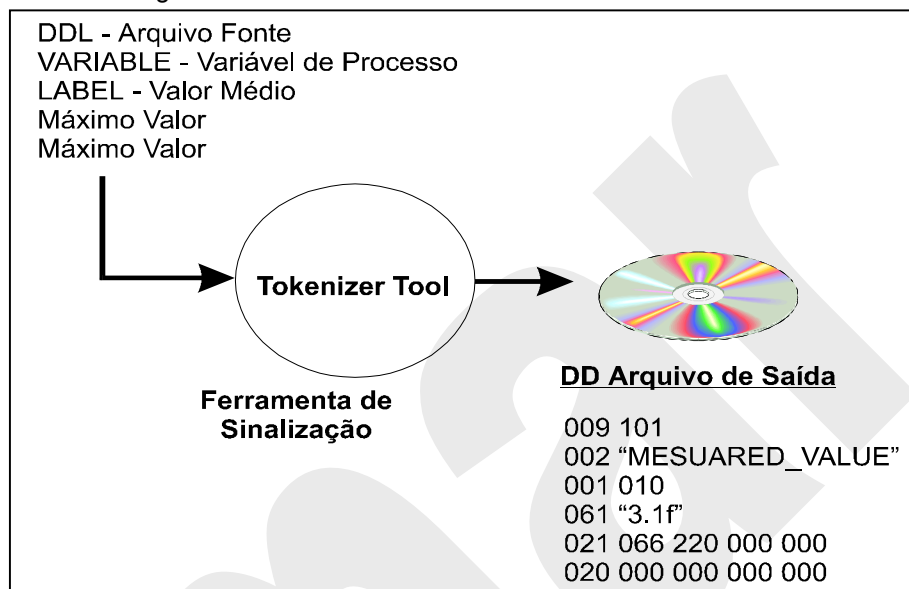 DDL - Arquivo Fonte
VARIABLE - Variável de Processo
LABEL - Valor Médio
Máximo Valor
Máximo Valor
Tokenizer Tool
Ferramenta de
Sinalização
DD Arquivo de Saída
009 101
002 “MESUARED_VALUE”
001 010
061 “3.1f”
021 066 220 000 000
020 000 000 000 000